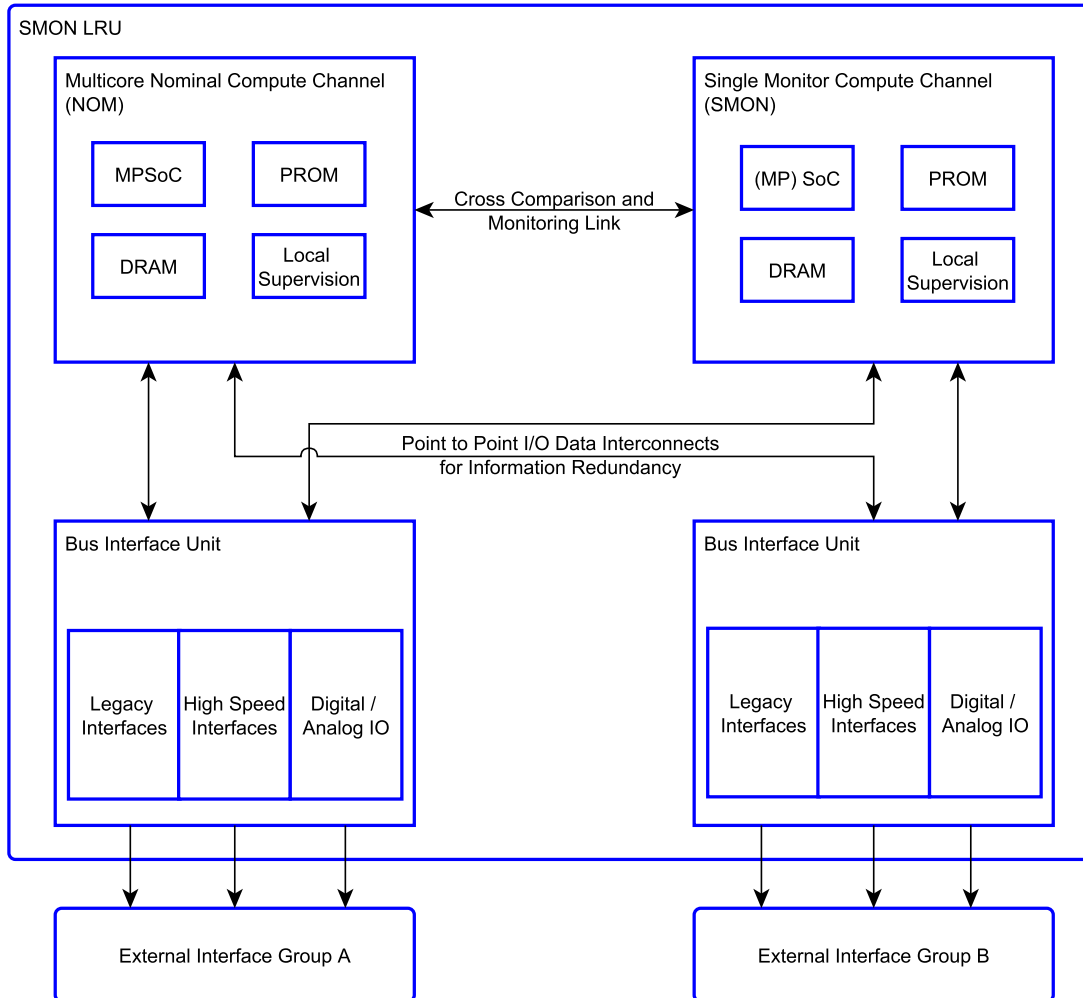 SMON LRU
Multicore Nominal Compute Channel
(NOM)
MPSoC
PROM
DRAM
Local
Supervision
Cross Comparison and
Monitoring Link
Single Monitor Compute Channel
(SMON)
(MP) SoC
PROM
DRAM
Local
Supervision
Point to Point I/O Data Interconnects
for Information Redundancy
Bus Interface Unit
Legacy
Interfaces
High Speed
Interfaces
Digital /
Analog IO
Bus Interface Unit
Legacy
Interfaces
High Speed
Interfaces
Digital /
Analog IO
External Interface Group A
External Interface Group B